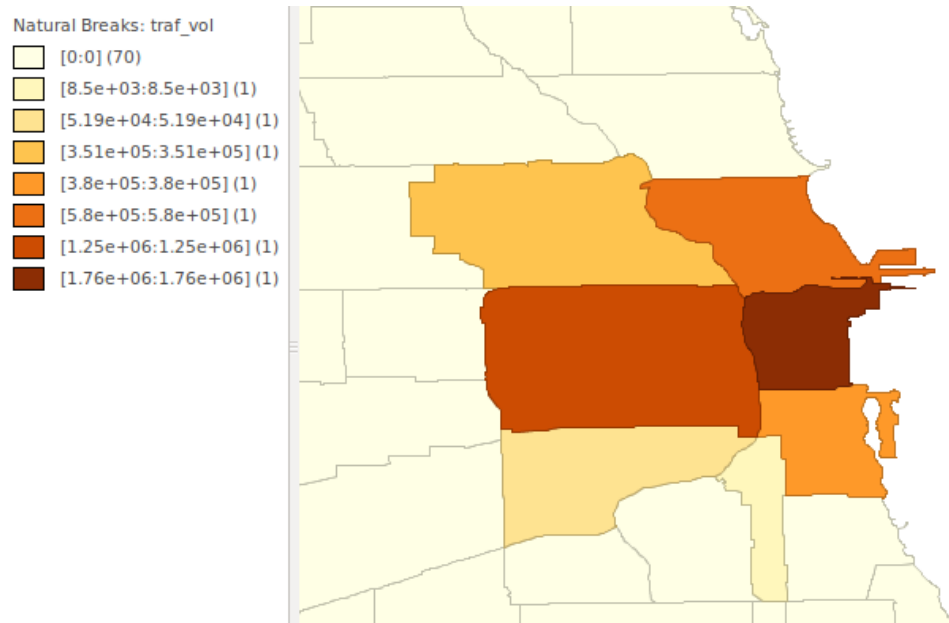 Natural Breaks: traf_vol
[0:0] (70)
[8.5e+03:8.5e+03] (1)
[5.19e+04:5.19e+04] (1)
[3.51e+05:3.51e+05] (1)
[3.8e+05:3.8e+05] (1)
[5.8e+05:5.8e+05] (1)
[1.25e+06:1.25e+06] (1)
[1.76e+06:1.76e+06] (1)